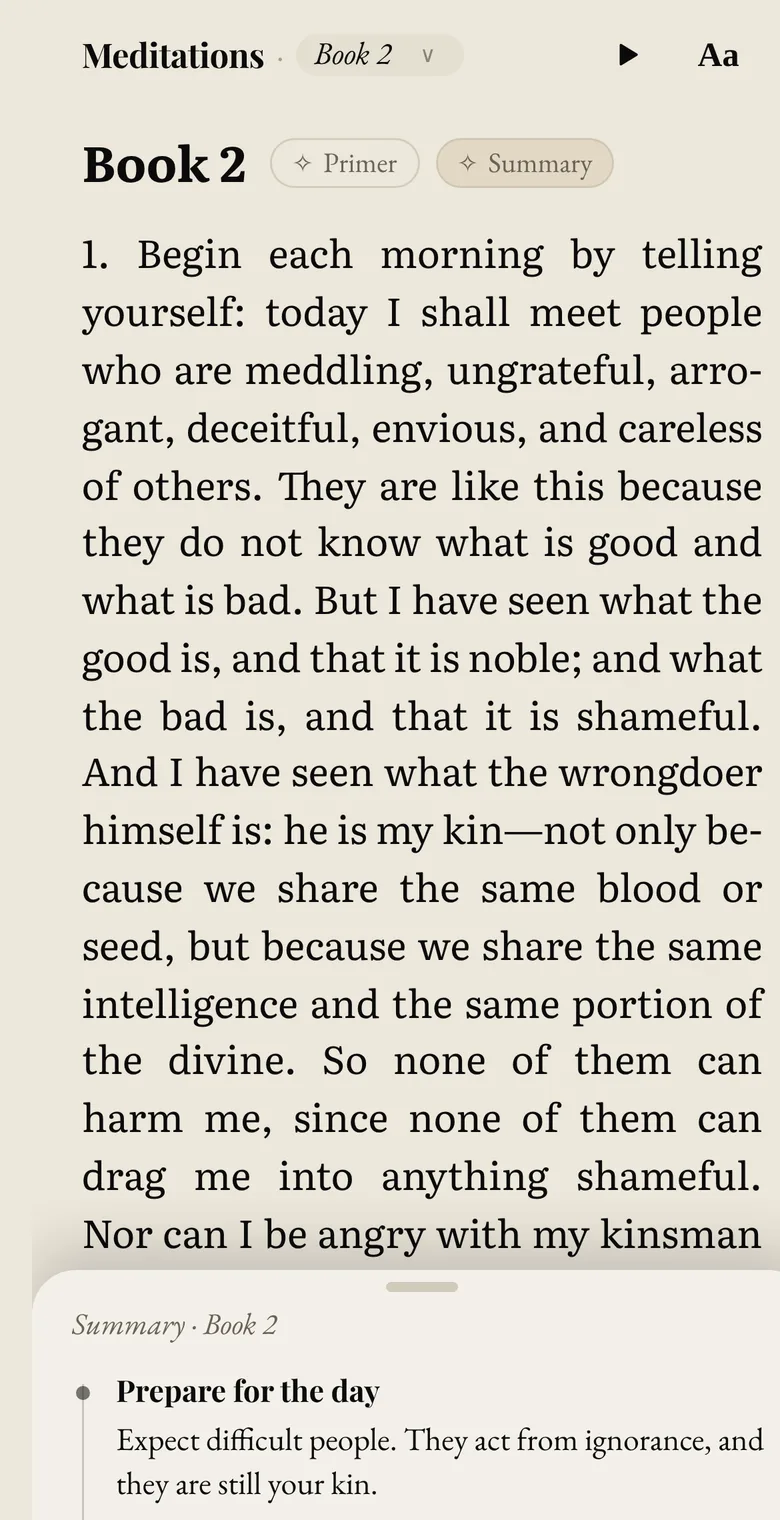 Meditations · Book 2 ∨ Aa
Book 2 ✧ Primer ✧ Summary
1. Begin each morning by telling
yourself: today I shall meet people
who are meddling, ungrateful, arro-
gant, deceitful, envious, and careless
of others. They are like this because
they do not know what is good and
what is bad. But I have seen what the
good is, and that it is noble; and what
the bad is, and that it is shameful.
And I have seen what the wrongdoer
himself is: he is my kin—not only be-
cause we share the same blood or
seed, but because we share the same
intelligence and the same portion of
the divine. So none of them can
harm me, since none of them can
drag me into anything shameful.
Nor can I be angry with my kinsman
Summary · Book 2
Prepare for the day
Expect difficult people. They act from ignorance, and
they are still your kin.